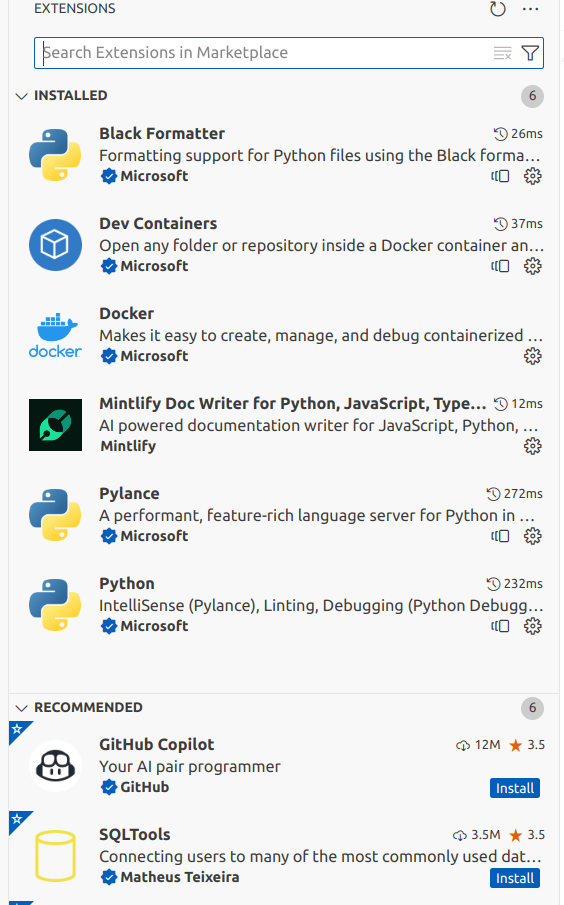 EXTENSIONS
Search Extensions in Marketplace
INSTALLED 6
Black Formatter 26ms
Formatting support for Python files using the Black forma...
Microsoft
Dev Containers 37ms
Open any folder or repository inside a Docker container an...
Microsoft
docker
Docker
Makes it easy to create, manage, and debug containerized ...
Microsoft
Mintlify Doc Writer for Python, JavaScript, Type... 12ms
AI powered documentation writer for JavaScript, Python, ...
Mintlify
Pylance 272ms
A performant, feature-rich language server for Python in ...
Microsoft
Python 232ms
IntelliSense (Pylance), Linting, Debugging (Python Debugg...
Microsoft
RECOMMENDED 6
GitHub Copilot 12M 3.5
Your AI pair programmer
GitHub Install
SQLTools 3.5M 3.5
Connecting users to many of the most commonly used dat...
Matheus Teixeira Install